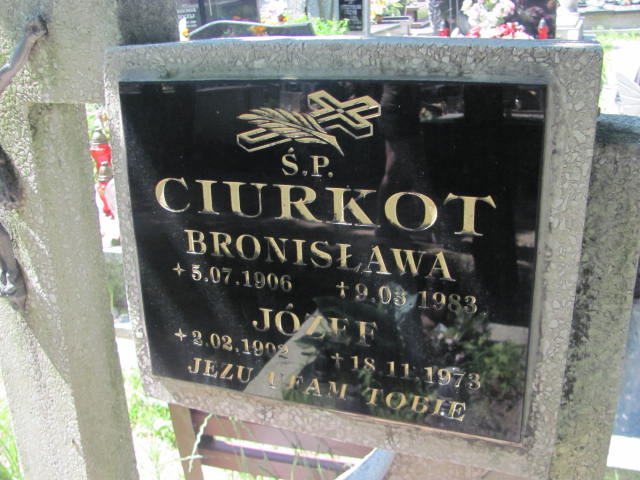 Ś.P.
CIURKOT
BRONISŁAWA
+5.07.1906 +9.03.1983
JÓZEF
+2.02.1902 +18.11.1973
JEZU UFAM TOBIE